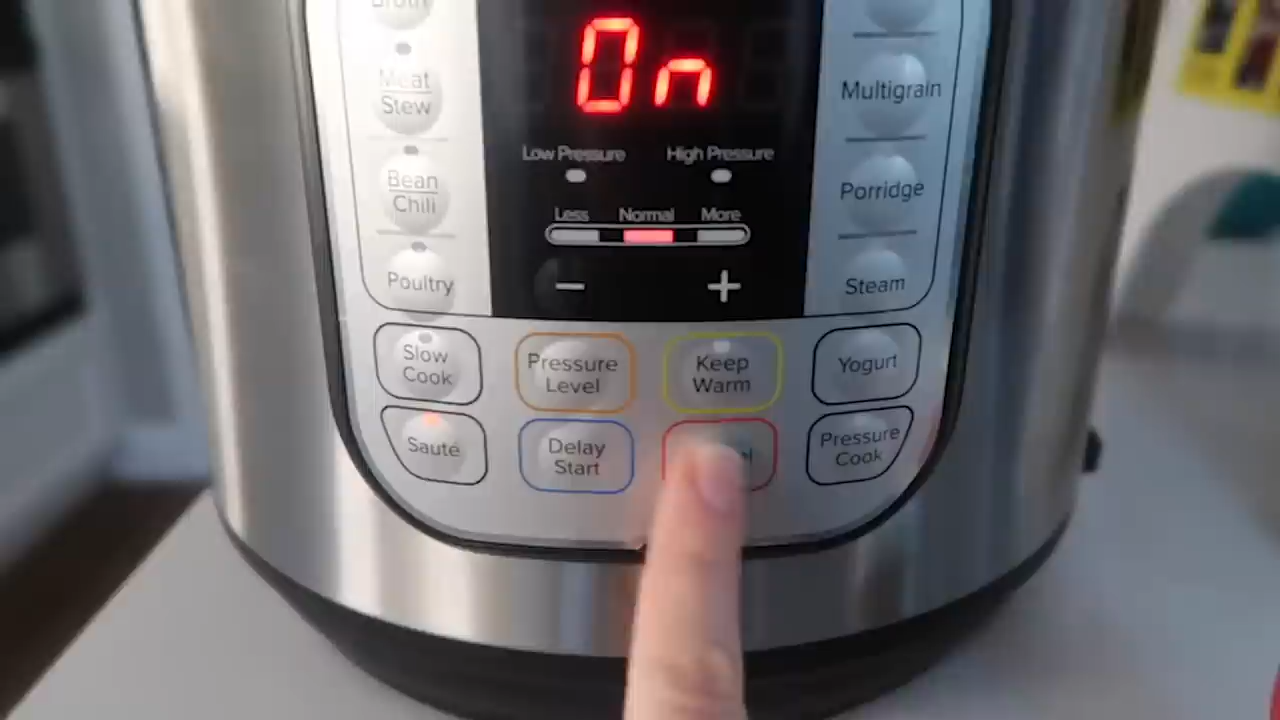 Broth
On
Meat
Stew
Multigrain
Low Pressure
High Pressure
Bean
Chili
Porridge
Less
Normal
More
Poultry
−
+
Steam
Slow
Cook
Pressure
Level
Keep
Warm
Yogurt
Sauté
Delay
Start
Pressure
Cook